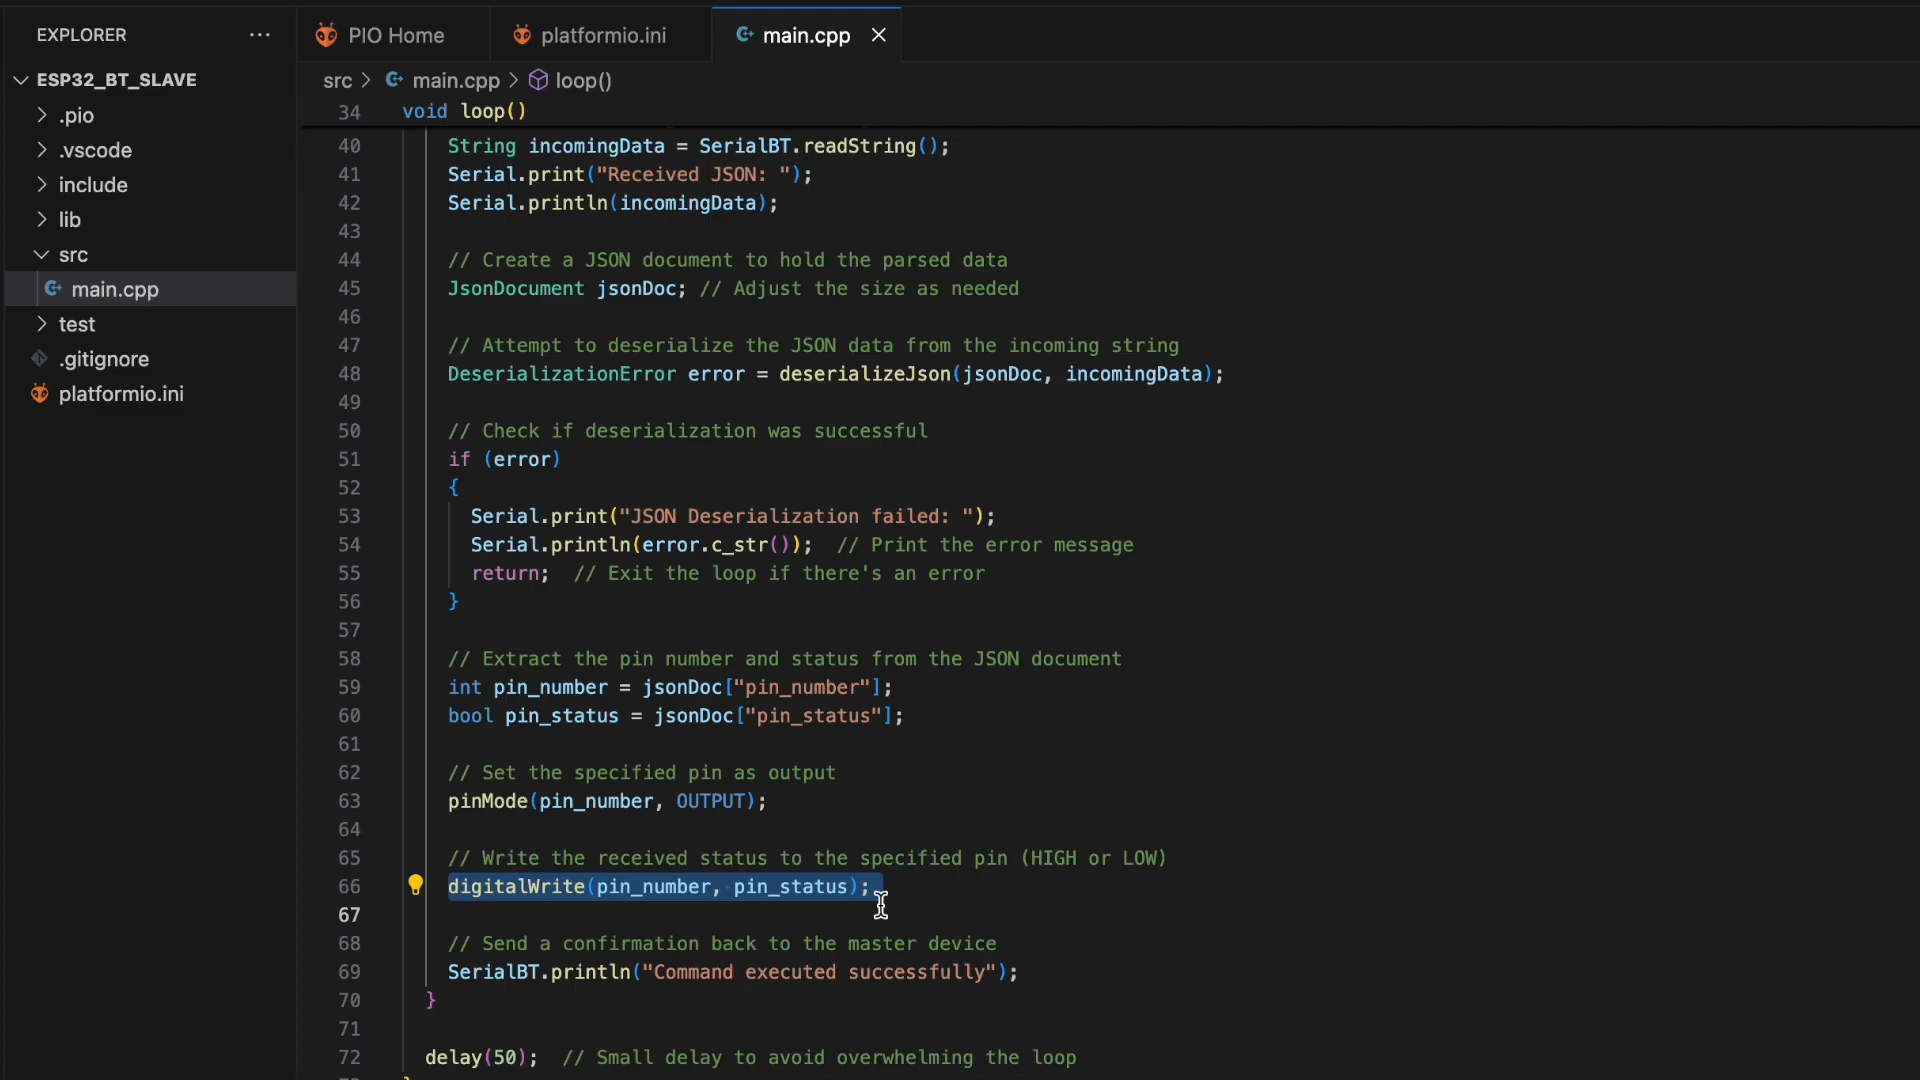 EXPLORER
PIO Home
platformio.ini
main.cpp
ESP32_BT_SLAVE
.pio
.vscode
include
lib
src
main.cpp
test
.gitignore
platformio.ini
src > main.cpp > loop()
34 void loop()
40 String incomingData = SerialBT.readString();
41 Serial.print("Received JSON: ");
42 Serial.println(incomingData);
43
44 // Create a JSON document to hold the parsed data
45 JsonDocument jsonDoc; // Adjust the size as needed
46
47 // Attempt to deserialize the JSON data from the incoming string
48 DeserializationError error = deserializeJson(jsonDoc, incomingData);
49
50 // Check if deserialization was successful
51 if (error)
52 {
53 Serial.print("JSON Deserialization failed: ");
54 Serial.println(error.c_str()); // Print the error message
55 return; // Exit the loop if there's an error
56 }
57
58 // Extract the pin number and status from the JSON document
59 int pin_number = jsonDoc["pin_number"];
60 bool pin_status = jsonDoc["pin_status"];
61
62 // Set the specified pin as output
63 pinMode(pin_number, OUTPUT);
64
65 // Write the received status to the specified pin (HIGH or LOW)
66 digitalWrite(pin_number, pin_status);
67
68 // Send a confirmation back to the master device
69 SerialBT.println("Command executed successfully");
70 }
71
72 delay(50); // Small delay to avoid overwhelming the loop